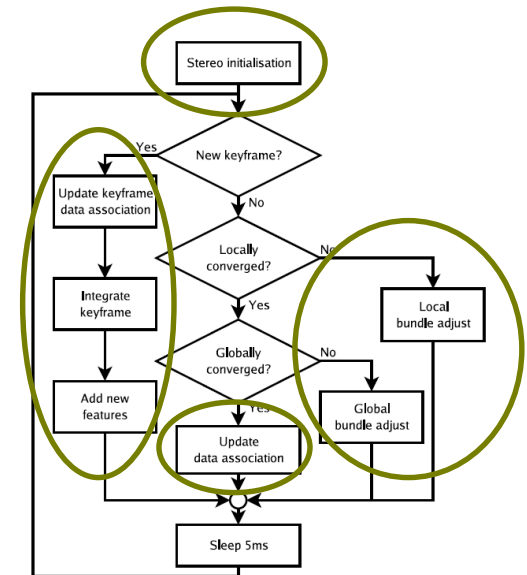 Stereo initialisation
New keyframe?
Yes
No
Update keyframe
data association
Locally
converged?
No
Yes
Integrate
keyframe
Local
bundle adjust
Globally
converged?
No
Yes
Add new
features
Global
bundle adjust
Update
data association
Sleep 5ms